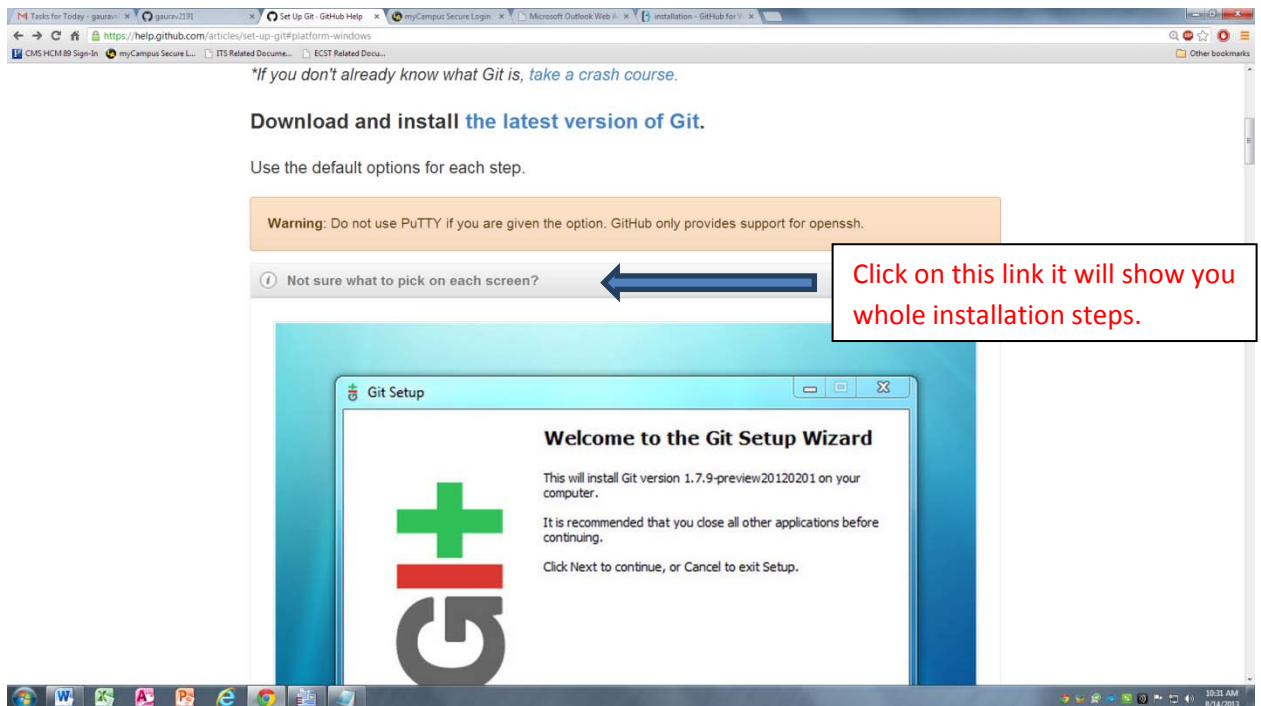 Tasks for Today - gaurav
gaurav2191
Set Up Git · GitHub Help
myCampus Secure Login
Microsoft Outlook Web A
installation - GitHub for
https://help.github.com/articles/set-up-git#platform-windows
CMS HCM 89 Sign-In
myCampus Secure L...
ITS Related Docume...
ECST Related Docu...
Other bookmarks
*If you don't already know what Git is, take a crash course.
Download and install the latest version of Git.
Use the default options for each step.
Warning: Do not use PuTTY if you are given the option. GitHub only provides support for openssh.
Not sure what to pick on each screen?
Click on this link it will show you
whole installation steps.
Git Setup
Welcome to the Git Setup Wizard
This will install Git version 1.7.9-preview20120201 on your
computer.
It is recommended that you close all other applications before
continuing.
Click Next to continue, or Cancel to exit Setup.
GIt
10:31 AM
8/14/2013